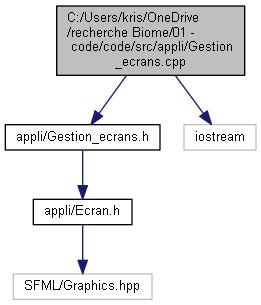 C:/Users/kris/OneDrive
/recherche Biome/01 -
code/code/src/appli/Gestion
_ecrans.cpp
appli/Gestion_ecrans.h
iostream
appli/Ecran.h
SFML/Graphics.hpp